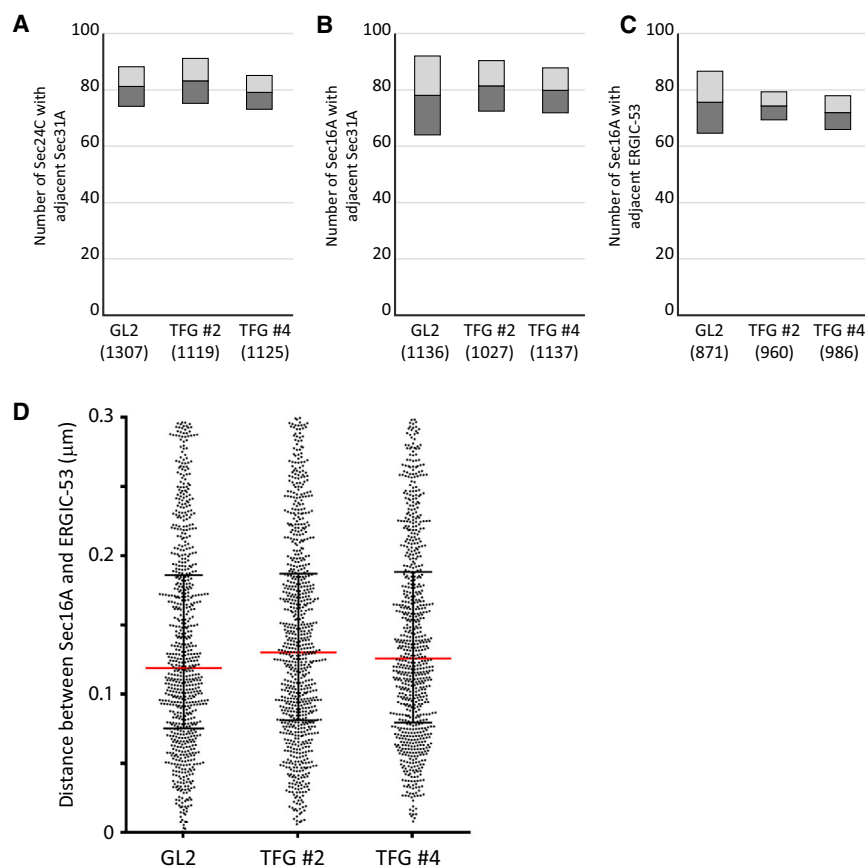 A
Number of Sec24C with
adjacent Sec31A
100
80
60
40
20
0
GL2
(1307)
TFG #2
(1119)
TFG #4
(1125)
B
Number of Sec16A with
adjacent Sec31A
100
80
60
40
20
0
GL2
(1136)
TFG #2
(1027)
TFG #4
(1137)
C
Number of Sec16A with
adjacent ERGIC-53
100
80
60
40
20
0
GL2
(871)
TFG #2
(960)
TFG #4
(986)
D
Distance between Sec16A and ERGIC-53 (μm)
0.3
0.2
0.1
0
GL2
TFG #2
TFG #4